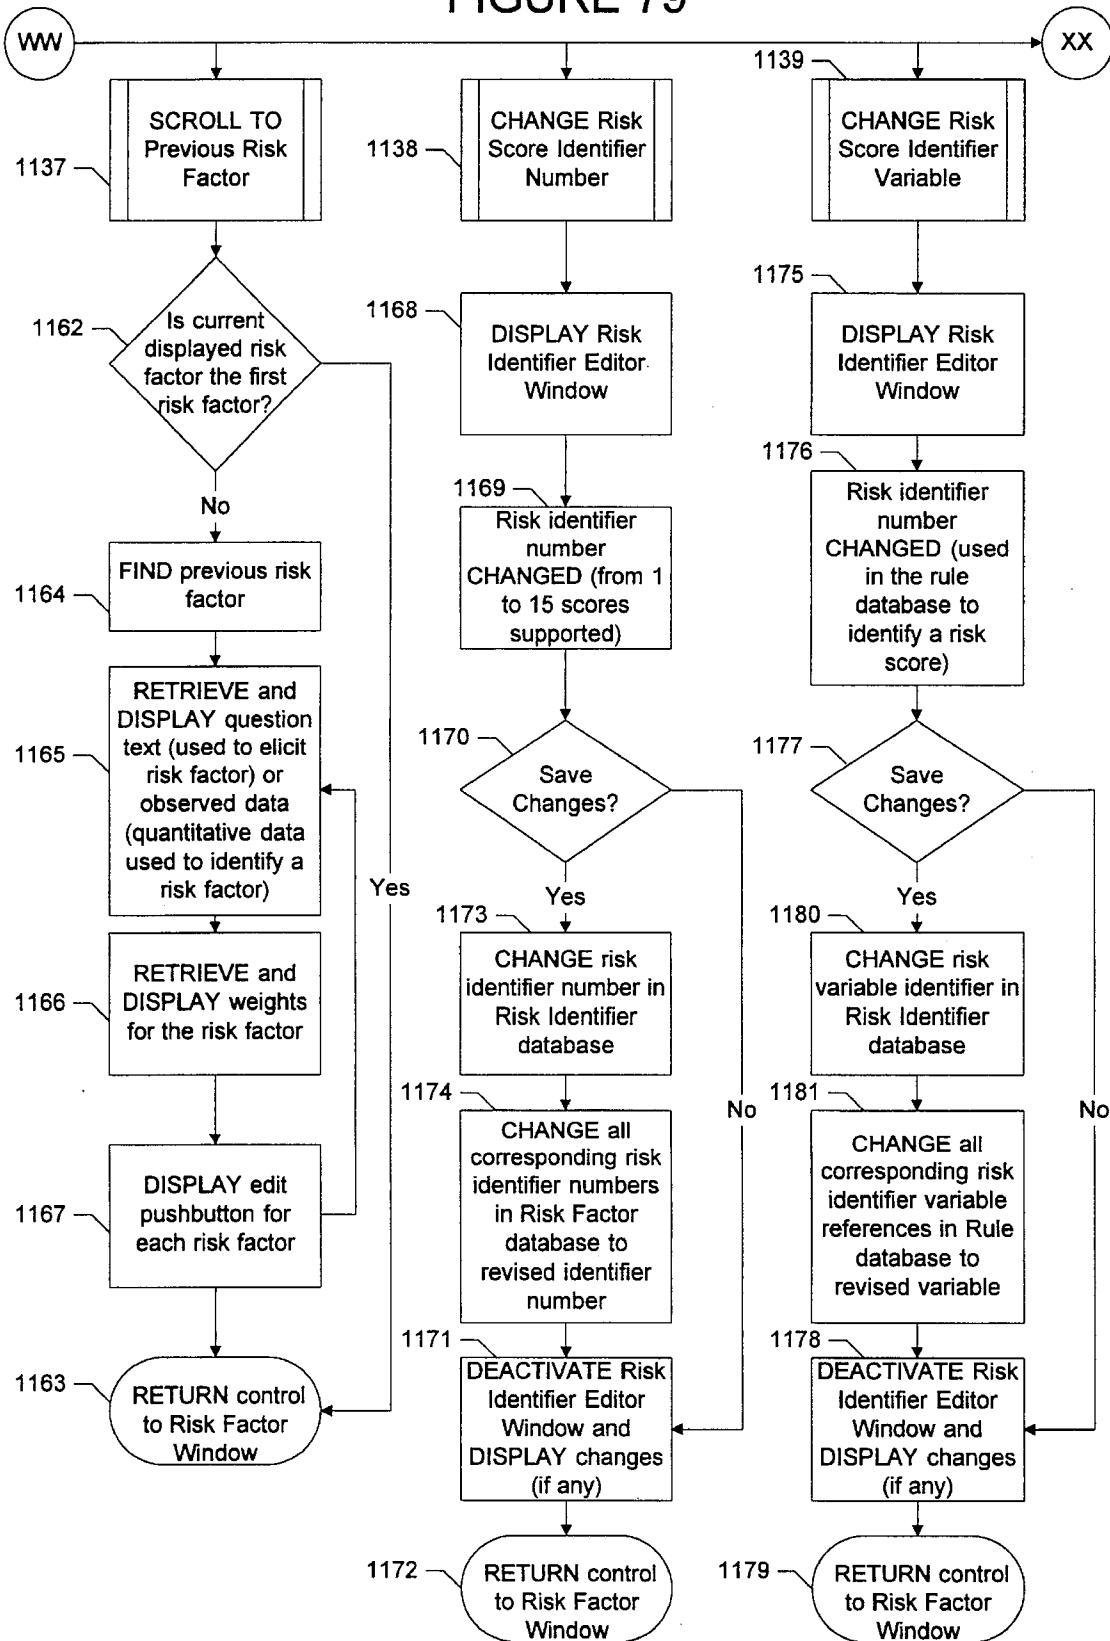 FIGURE 79
WW
XX
1137
SCROLL TO
Previous Risk
Factor
1162
Is current
displayed risk
factor the first
risk factor?
No
Yes
1164
FIND previous risk
factor
1165
RETRIEVE and
DISPLAY question
text (used to elicit
risk factor) or
observed data
(quantitative data
used to identify a
risk factor)
1166
RETRIEVE and
DISPLAY weights
for the risk factor
1167
DISPLAY edit
pushbutton for
each risk factor
1163
RETURN control
to Risk Factor
Window
1138
CHANGE Risk
Score Identifier
Number
1168
DISPLAY Risk
Identifier Editor
Window
1169
Risk identifier
number
CHANGED (from 1
to 15 scores
supported)
1170
Save
Changes?
Yes
No
1173
CHANGE risk
identifier number in
Risk Identifier
database
1174
CHANGE all
corresponding risk
identifier numbers
in Risk Factor
database to
revised identifier
number
1171
DEACTIVATE Risk
Identifier Editor
Window and
DISPLAY changes
(if any)
1172
RETURN control
to Risk Factor
Window
1139
CHANGE Risk
Score Identifier
Variable
1175
DISPLAY Risk
Identifier Editor
Window
1176
Risk identifier
number
CHANGED (used
in the rule
database to
identify a risk
score)
1177
Save
Changes?
Yes
No
1180
CHANGE risk
variable identifier in
Risk Identifier
database
1181
CHANGE all
corresponding risk
identifier variable
references in Rule
database to
revised variable
1178
DEACTIVATE Risk
Identifier Editor
Window and
DISPLAY changes
(if any)
1179
RETURN control
to Risk Factor
Window